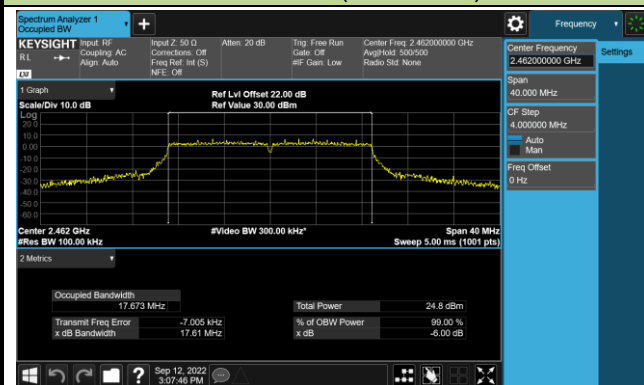 Spectrum Analyzer 1
Occupied BW
Frequency
KEYSIGHT
Input: RF
Coupling: AC
Align: Auto
Input Z: 50 Ω
Corrections: Off
Freq Ref: Int (S)
NFE: Off
Atten: 20 dB
Trig: Free Run
Gate: Off
#IF Gain: Low
Center Freq: 2.462000000 GHz
Avg|Hold: 500/500
Radio Std: None
RL
LXI
Center Frequency
2.462000000 GHz
Settings
Span
40.000 MHz
CF Step
4.000000 MHz
Auto
Man
Freq Offset
0 Hz
1 Graph
Scale/Div 10.0 dB
Ref Lvl Offset 22.00 dB
Ref Value 30.00 dBm
Log
20.0
10.0
0.00
-10.0
-20.0
-30.0
-40.0
-50.0
-60.0
Center 2.462 GHz
#Res BW 100.00 kHz
#Video BW 300.00 kHz*
Span 40 MHz
Sweep 5.00 ms (1001 pts)
2 Metrics
Occupied Bandwidth
17.673 MHz
Total Power 24.8 dBm
Transmit Freq Error -7.005 kHz
% of OBW Power 99.00 %
x dB Bandwidth 17.61 MHz
x dB -6.00 dB
?
Sep 12, 2022
3:07:46 PM